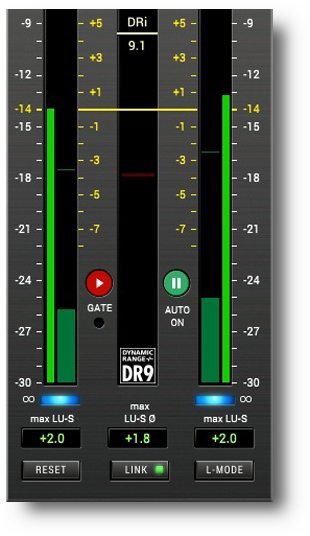 -9 +5 DRi +5 -9
9.1
+3 +3
-12 -12
+1 +1
-14 -14
-15 -1 -1 -15
-3 -3
-18 -18
-5 -5
-21 -7 -7 -21
-24 -24
GATE AUTO
ON
-27 -27
DYNAMIC
RANGE
DR9
-30 -30
∞ ∞
max LU-S max
LU-S Ø max LU-S
+2.0 +1.8 +2.0
RESET LINK L-MODE